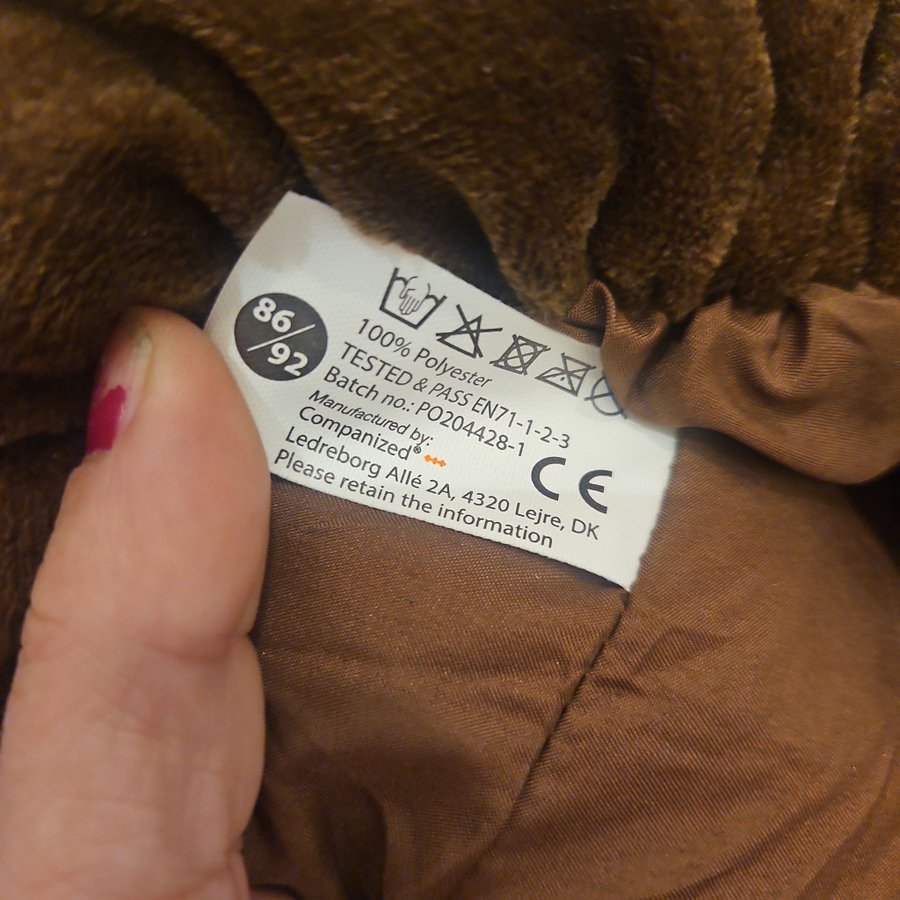 86/92
100% Polyester
TESTED & PASS EN71-1-2-3
Batch no.: PO204428-1
Manufactured by:
Companized®
CE
Ledreborg Allé 2A, 4320 Lejre, DK
Please retain the information